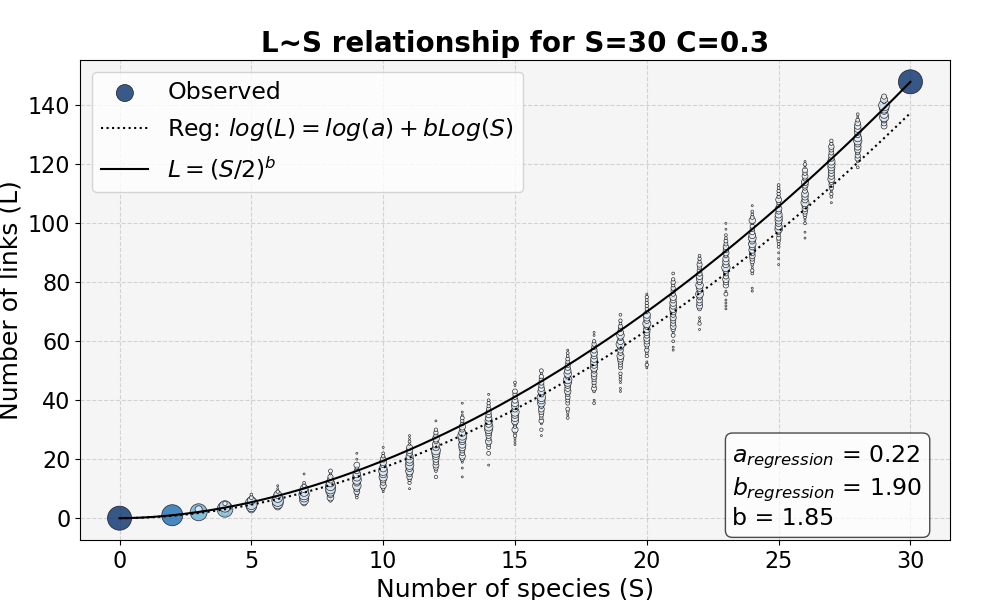 L~S relationship for S=30 C=0.3
Observed
Reg: log(L) = log(a) + bLog(S)
L = (S/2)^b
Number of links (L)
140
120
100
80
60
40
20
0
a_regression = 0.22
b_regression = 1.90
b = 1.85
0 5 10 15 20 25 30
Number of species (S)